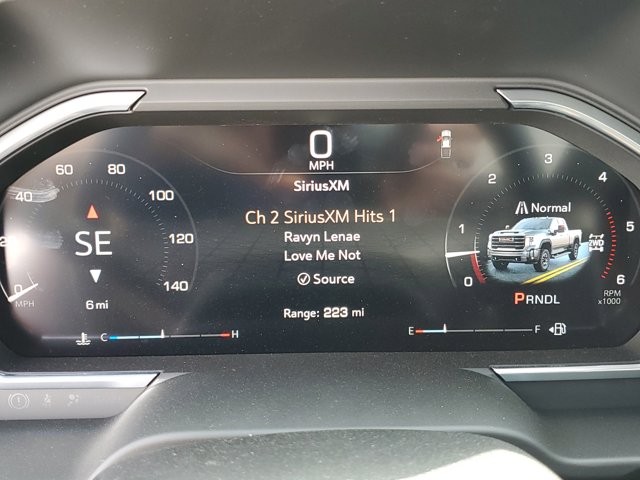 0
MPH
SiriusXM
Ch 2 SiriusXM Hits 1
Ravyn Lenae
Love Me Not
Source
Range: 223 mi
0 2 40 60 80 100 120 140
MPH
SE
6 mi
C H
0 1 2 3 4 5 6
Normal
2WD
PRNDL
RPM
x1000
E F